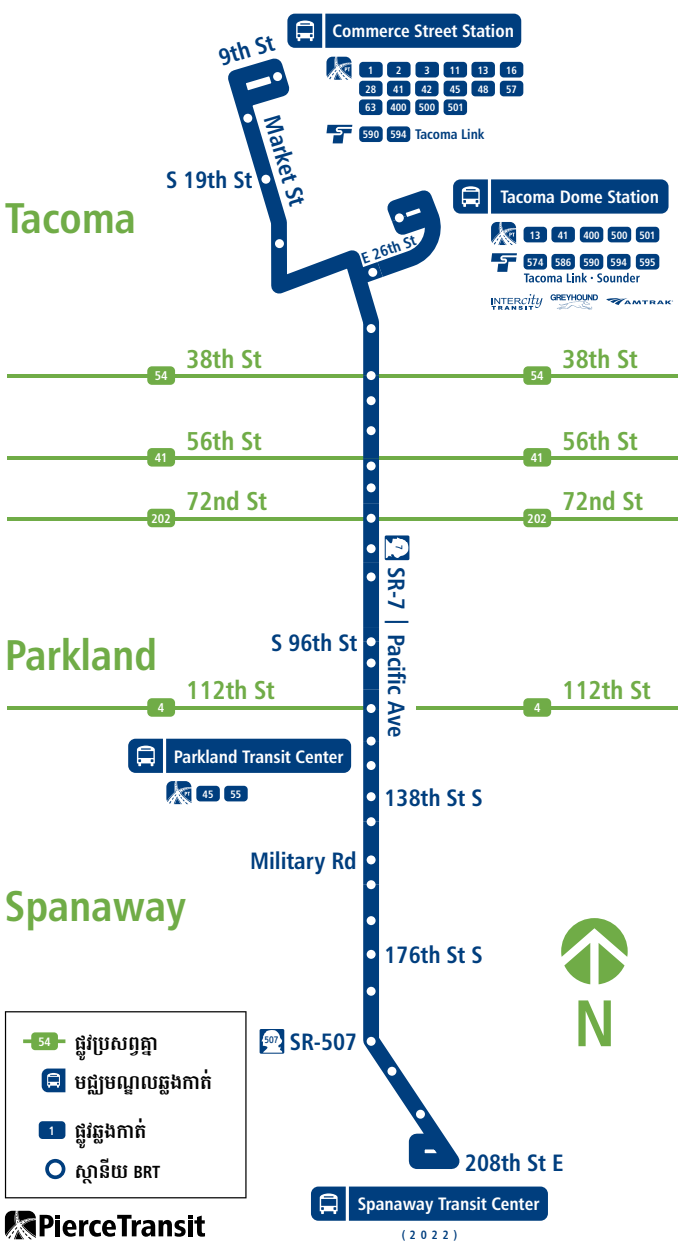 9th St
Commerce Street Station
PT 1 2 3 11 13 16
28 41 42 45 48 57
63 400 500 501
590 594 Tacoma Link
Market St
S 19th St
Tacoma
E 26th St
Tacoma Dome Station
PT 13 41 400 500 501
574 586 590 594 595
Tacoma Link · Sounder
INTERCity TRANSIT GREYHOUND AMTRAK
38th St 38th St
54 54
56th St 56th St
41 41
72nd St 72nd St
202 202
7 SR-7 | Pacific Ave
S 96th St
Parkland
112th St 112th St
4 4
Parkland Transit Center
PT 45 55
138th St S
Military Rd
Spanaway
176th St S
N
507 SR-507
208th St E
Spanaway Transit Center
(2022)
54 ផ្លូវប្រសព្វគ្នា
មជ្ឈមណ្ឌលឆ្លងកាត់
1 ផ្លូវឆ្លងកាត់
ស្ថានីយ BRT
PierceTransit